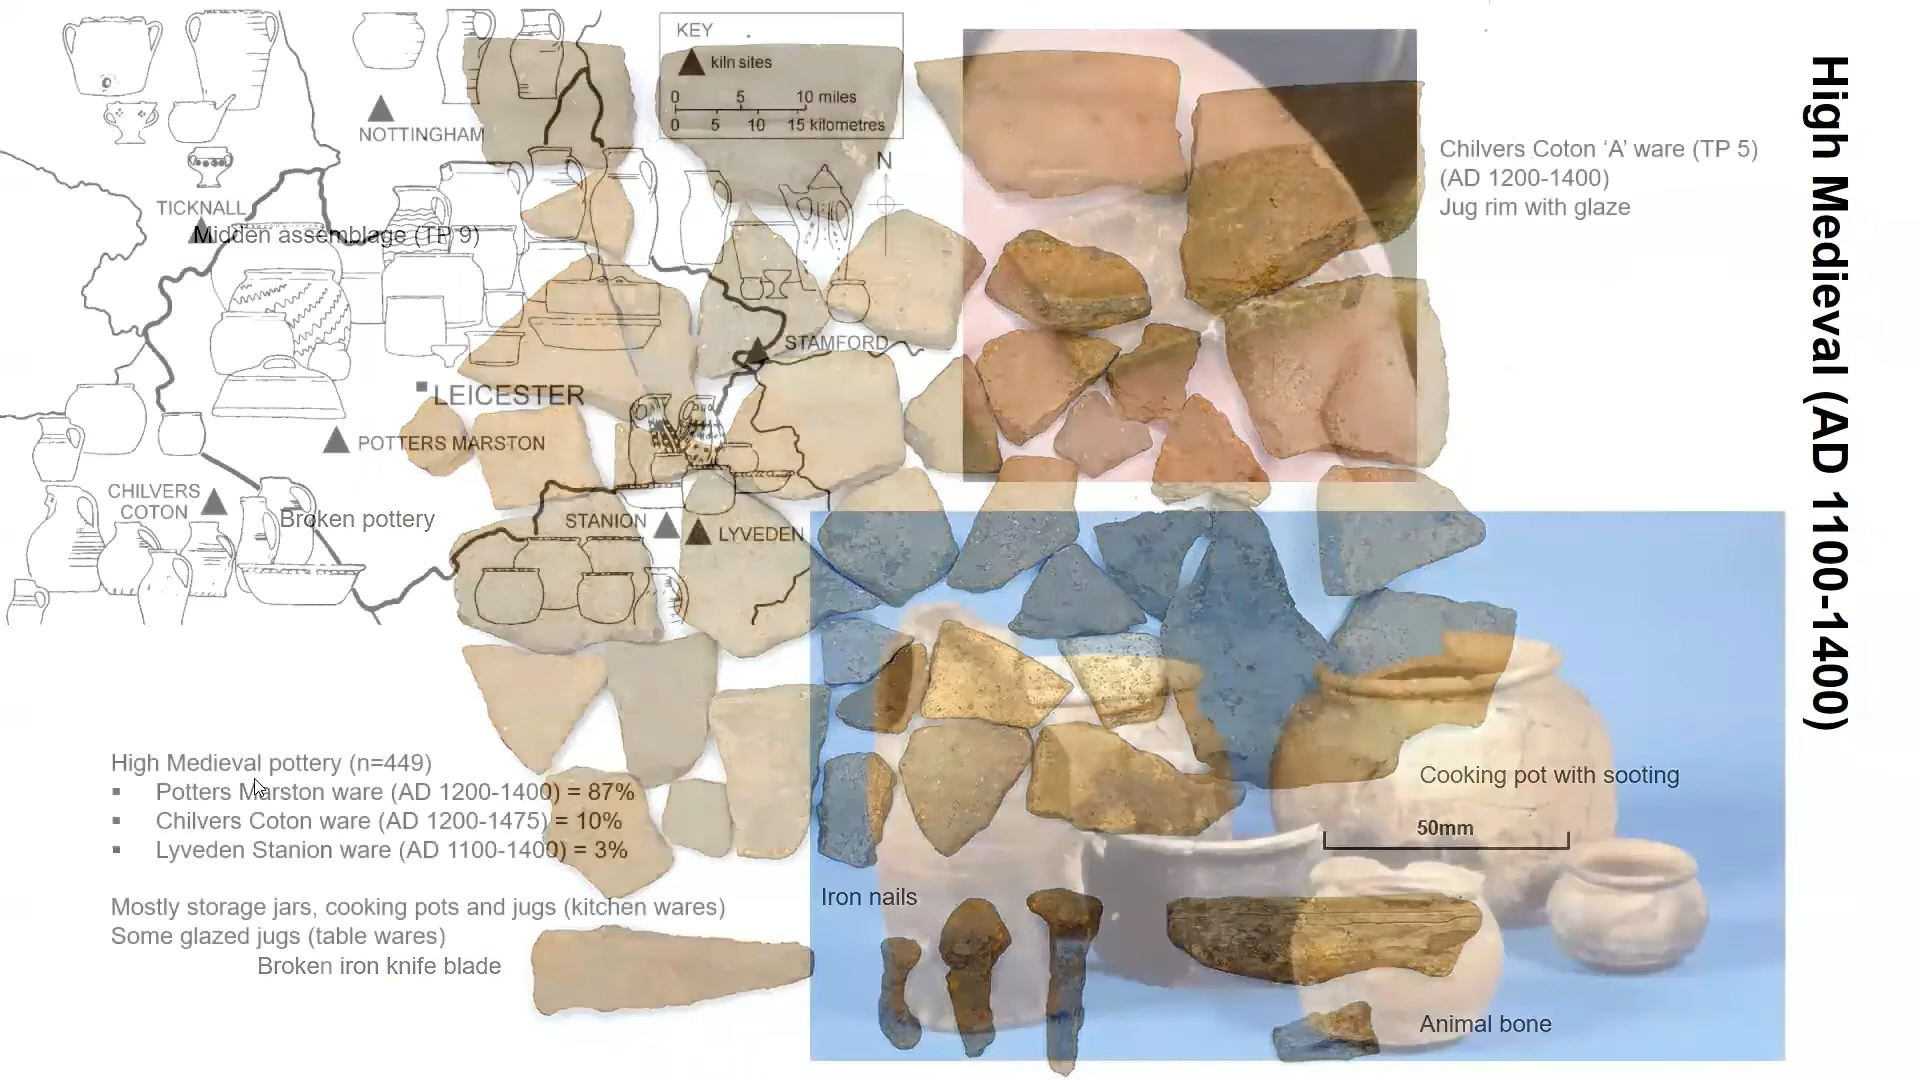 High Medieval (AD 1100-1400)
KEY
kiln sites
0 5 10 miles
0 5 10 15 kilometres
N
NOTTINGHAM
TICKNALL
Midden assemblage (TP 9)
STAMFORD
LEICESTER
POTTERS MARSTON
CHILVERS
COTON
Broken pottery
STANION
LYVEDEN
Chilvers Coton ‘A’ ware (TP 5)
(AD 1200-1400)
Jug rim with glaze
High Medieval pottery (n=449)
▪ Potters Marston ware (AD 1200-1400) = 87%
▪ Chilvers Coton ware (AD 1200-1475) = 10%
▪ Lyveden Stanion ware (AD 1100-1400) = 3%
Mostly storage jars, cooking pots and jugs (kitchen wares)
Some glazed jugs (table wares)
Broken iron knife blade
Cooking pot with sooting
50mm
Iron nails
Animal bone